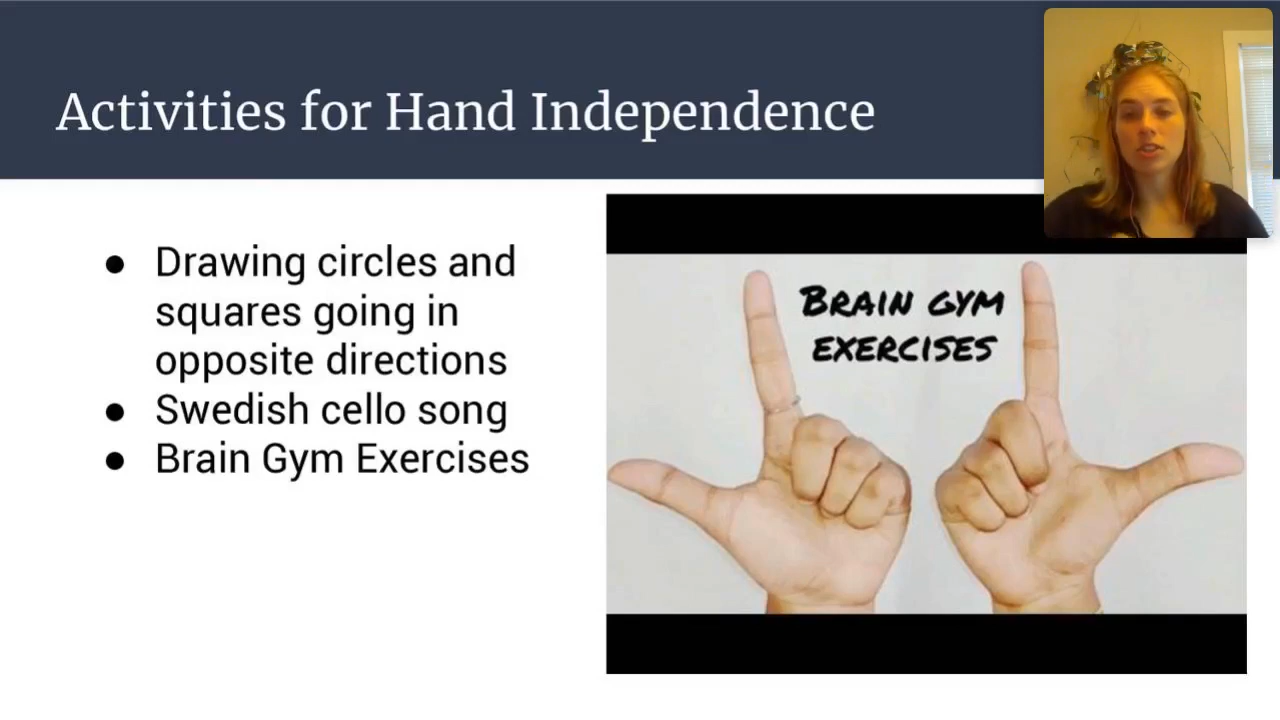 Activities for Hand Independence
● Drawing circles and
squares going in
opposite directions
● Swedish cello song
● Brain Gym Exercises
BRAIN GYM
EXERCISES